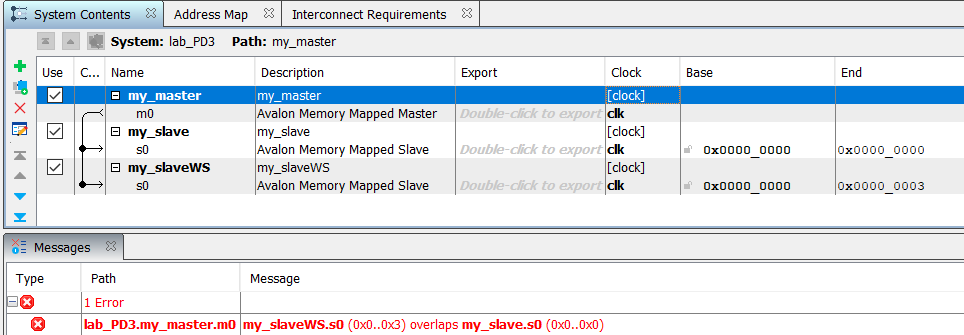 System Contents Address Map Interconnect Requirements
System: lab_PD3 Path: my_master
Use C... Name Description Export Clock Base End
my_master my_master [clock]
m0 Avalon Memory Mapped Master Double-click to export clk
my_slave my_slave [clock]
s0 Avalon Memory Mapped Slave Double-click to export clk 0x0000_0000 0x0000_0000
my_slaveWS my_slaveWS [clock]
s0 Avalon Memory Mapped Slave Double-click to export clk 0x0000_0000 0x0000_0003
Messages
Type Path Message
1 Error
lab_PD3.my_master.m0 my_slaveWS.s0 (0x0..0x3) overlaps my_slave.s0 (0x0..0x0)